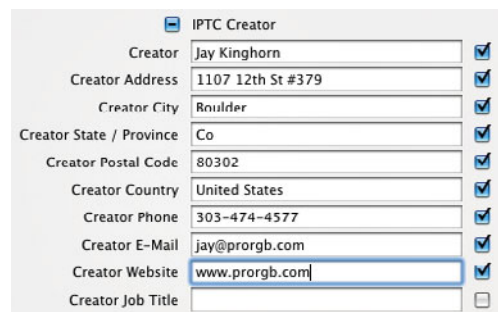 IPTC Creator
Creator Jay Kinghorn
Creator Address 1107 12th St #379
Creator City Boulder
Creator State / Province Co
Creator Postal Code 80302
Creator Country United States
Creator Phone 303-474-4577
Creator E-Mail jay@prorgb.com
Creator Website www.prorgb.com
Creator Job Title